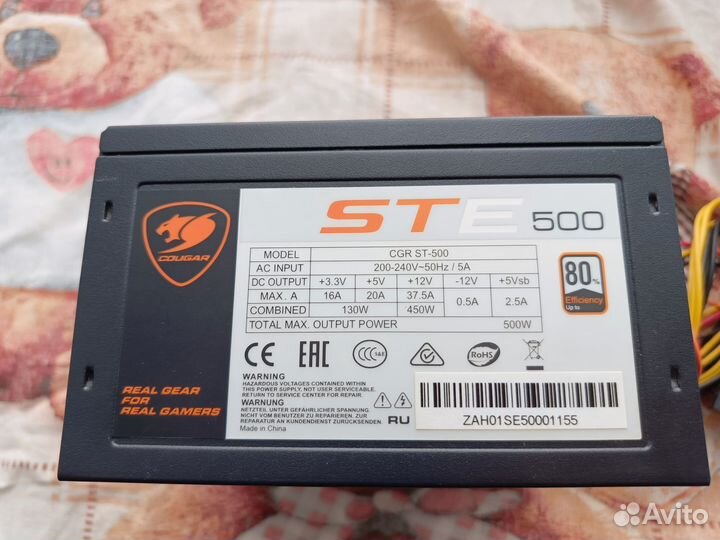 STE 500
COUGAR
MODEL CGR ST-500
AC INPUT 200-240V~50Hz / 5A
DC OUTPUT +3.3V +5V +12V -12V +5Vsb
MAX. A 16A 20A 37.5A 0.5A 2.5A
COMBINED 130W 450W
TOTAL MAX. OUTPUT POWER 500W
80%
Efficiency
Up to
CE EAC CCC S&E RoHS
REAL GEAR
FOR
REAL GAMERS
WARNING
HAZARDOUS VOLTAGES CONTAINED WITHIN
THIS POWER SUPPLY, NOT USER SERVICEABLE.
RETURN TO SERVICE CENTER FOR REPAIR
WARNUNG
NETZTEIL UNTER GEFÄHRLICHER SPANNUNG.
NICHT VOM BENUTZER ZU REPARIEREN. ZUR
REPARATUR AN KUNDENDIENST ZURÜCKSENDEN
Made in China
RU
ZAH01SE50001155
Avito